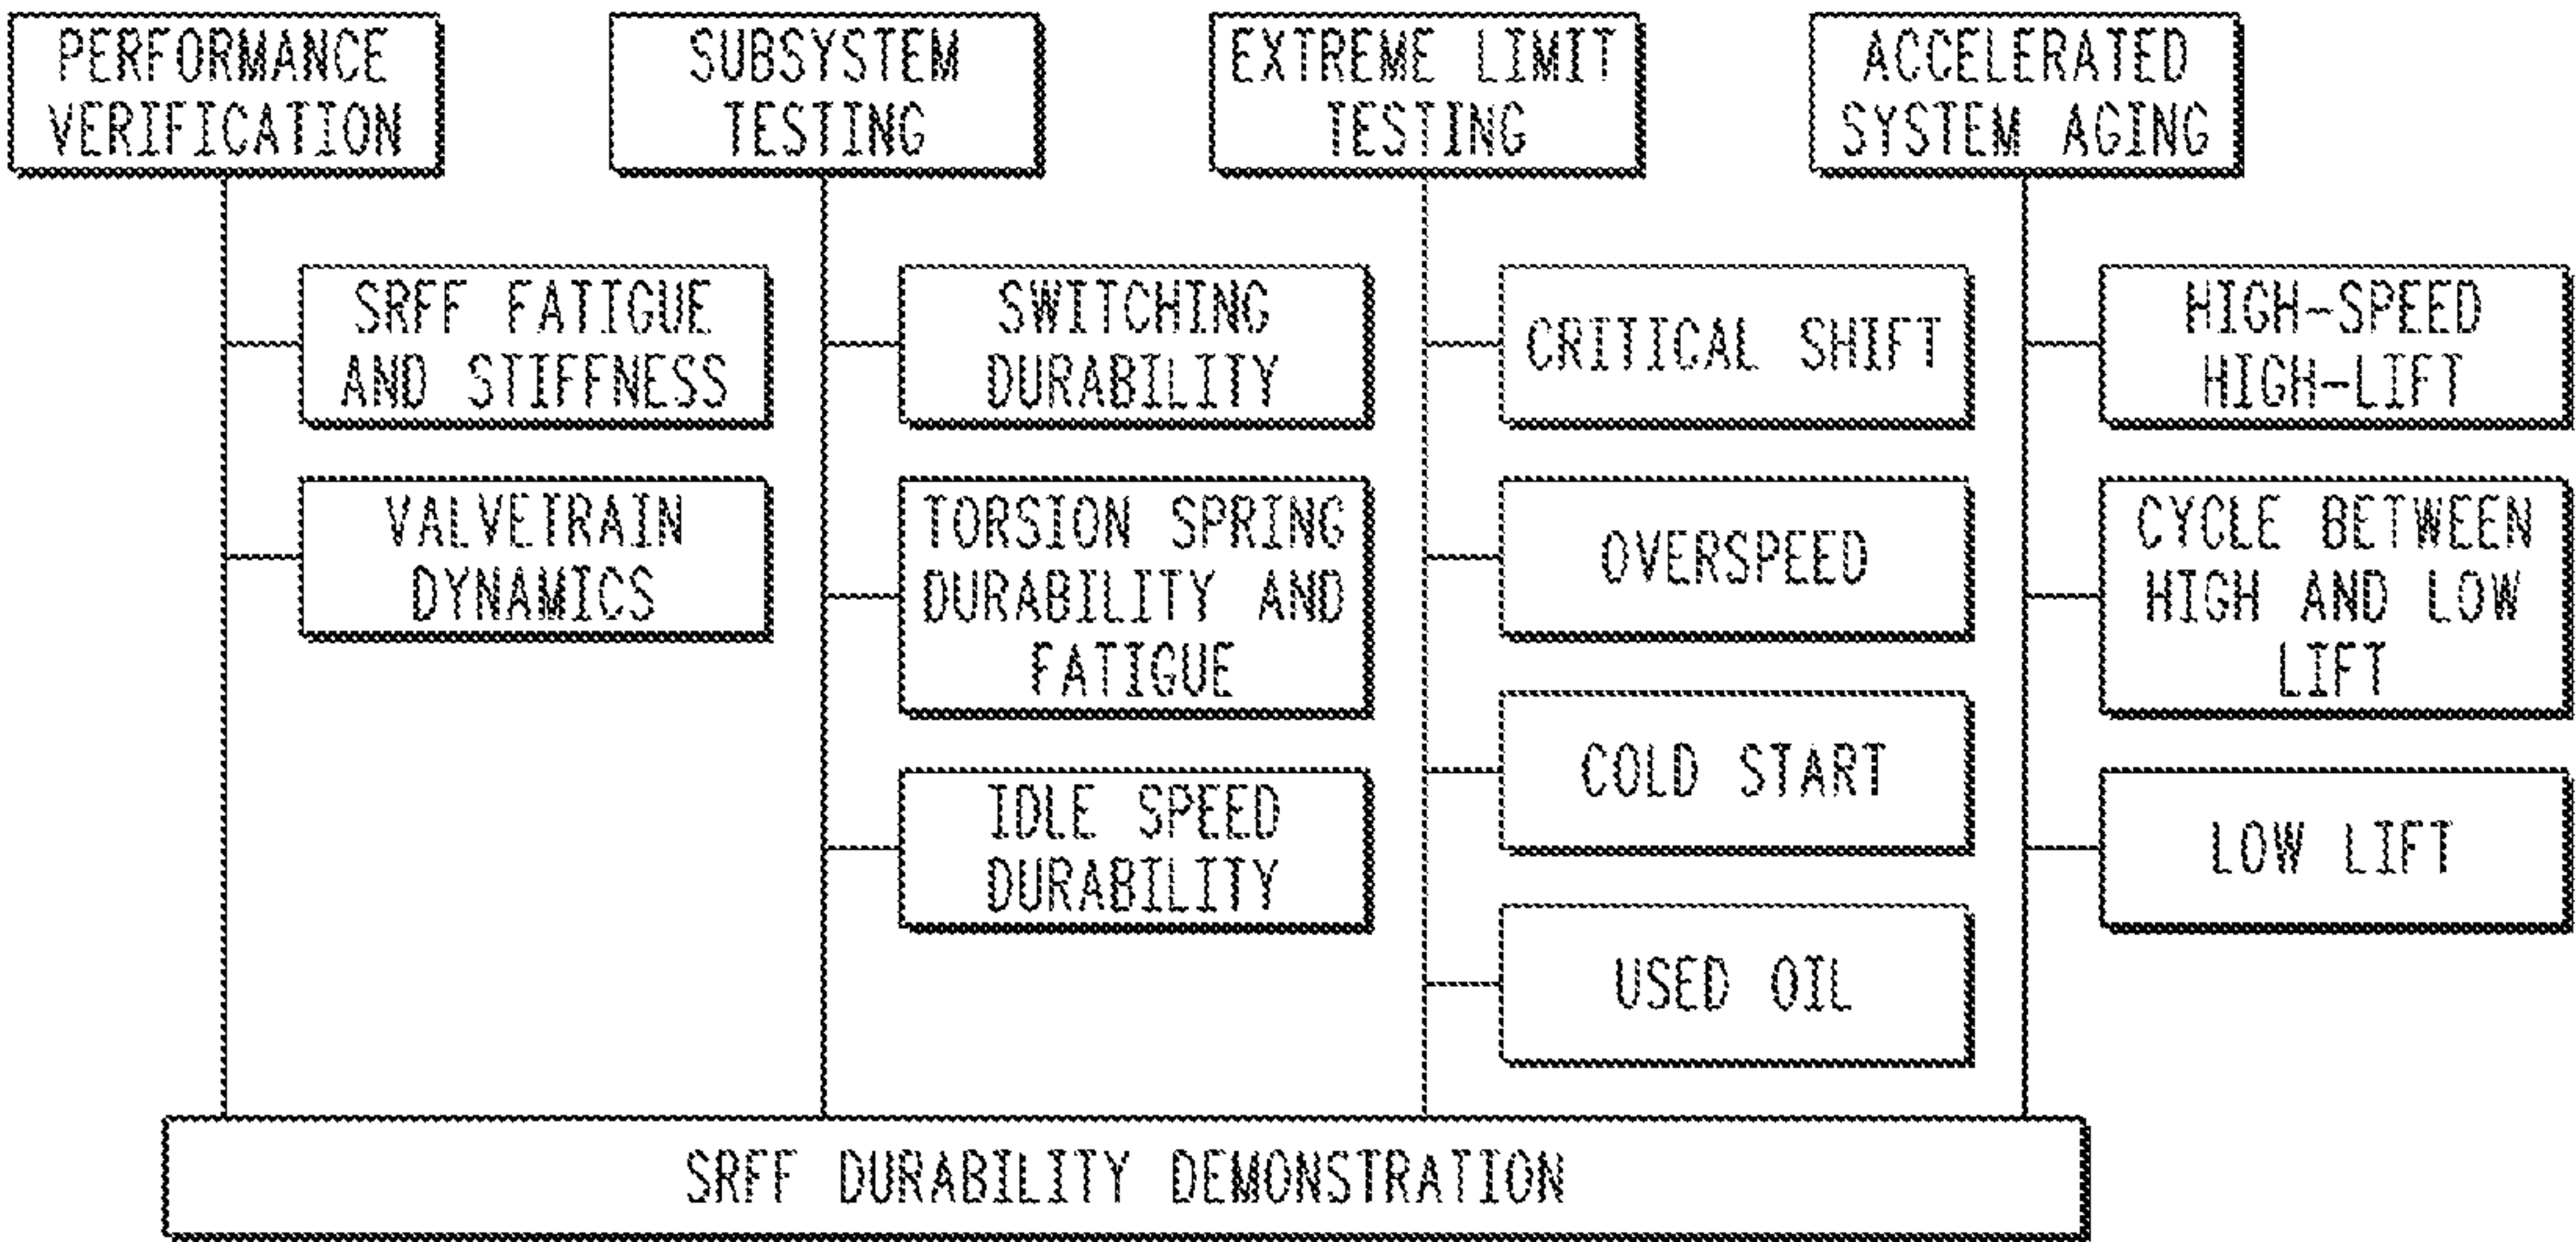 PERFORMANCE
VERIFICATION
SUBSYSTEM
TESTING
EXTREME LIMIT
TESTING
ACCELERATED
SYSTEM AGING
SRFF FATIGUE
AND STIFFNESS
VALVETRAIN
DYNAMICS
SWITCHING
DURABILITY
TORSION SPRING
DURABILITY AND
FATIGUE
IDLE SPEED
DURABILITY
CRITICAL SHIFT
OVERSPEED
COLD START
USED OIL
HIGH-SPEED
HIGH-LIFT
CYCLE BETWEEN
HIGH AND LOW
LIFT
LOW LIFT
SRFF DURABILITY DEMONSTRATION